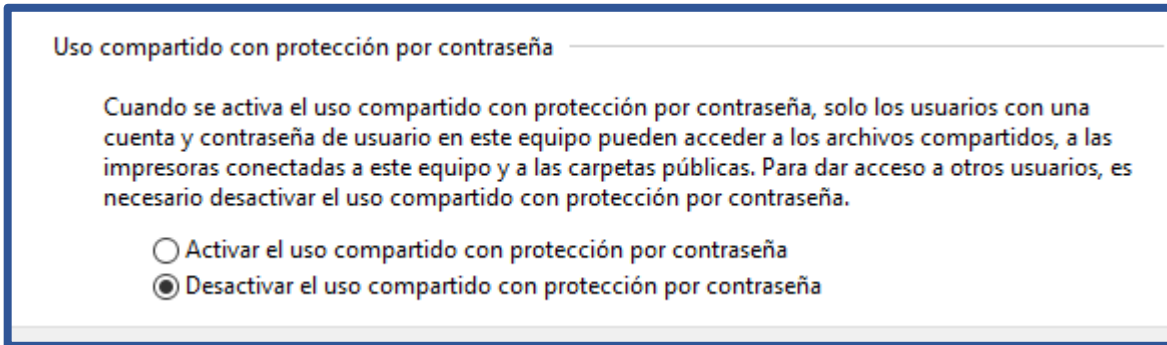 Uso compartido con protección por contraseña
Cuando se activa el uso compartido con protección por contraseña, solo los usuarios con una
cuenta y contraseña de usuario en este equipo pueden acceder a los archivos compartidos, a las
impresoras conectadas a este equipo y a las carpetas públicas. Para dar acceso a otros usuarios, es
necesario desactivar el uso compartido con protección por contraseña.
Activar el uso compartido con protección por contraseña
Desactivar el uso compartido con protección por contraseña